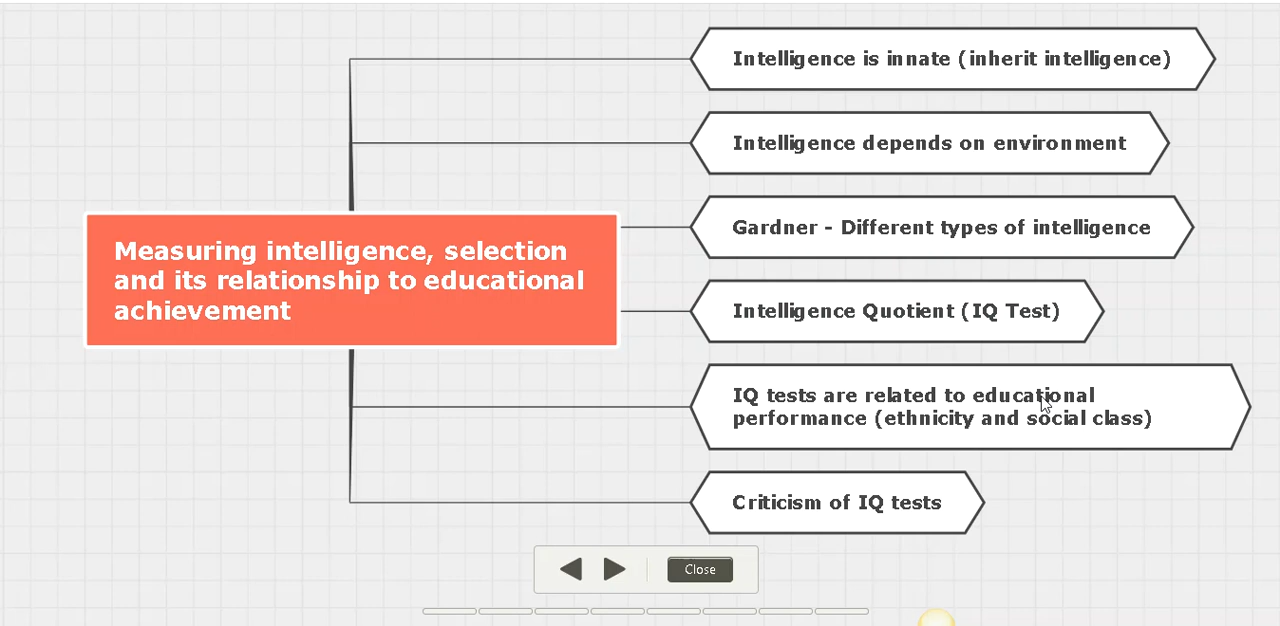 Intelligence is innate (inherit intelligence)
Intelligence depends on environment
Gardner - Different types of intelligence
Measuring intelligence, selection
and its relationship to educational
achievement
Intelligence Quotient (IQ Test)
IQ tests are related to educational
performance (ethnicity and social class)
Criticism of IQ tests
Close